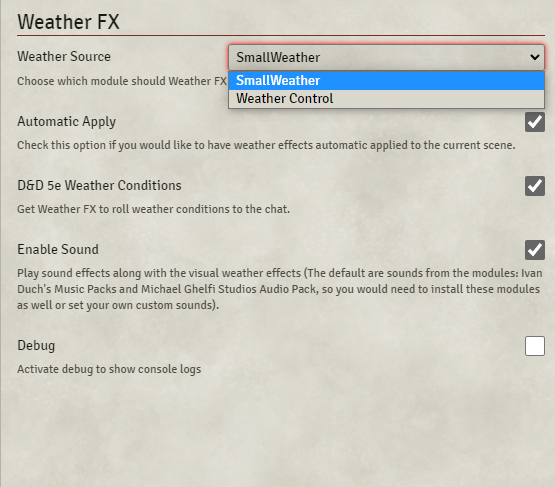 Weather FX
Weather Source
SmallWeather
Choose which module should Weather FX
SmallWeather
Weather Control
Automatic Apply
Check this option if you would like to have weather effects automatic applied to the current scene.
D&D 5e Weather Conditions
Get Weather FX to roll weather conditions to the chat.
Enable Sound
Play sound effects along with the visual weather effects (The default are sounds from the modules: Ivan
Duch's Music Packs and Michael Ghelfi Studios Audio Pack, so you would need to install these modules
as well or set your own custom sounds).
Debug
Activate debug to show console logs